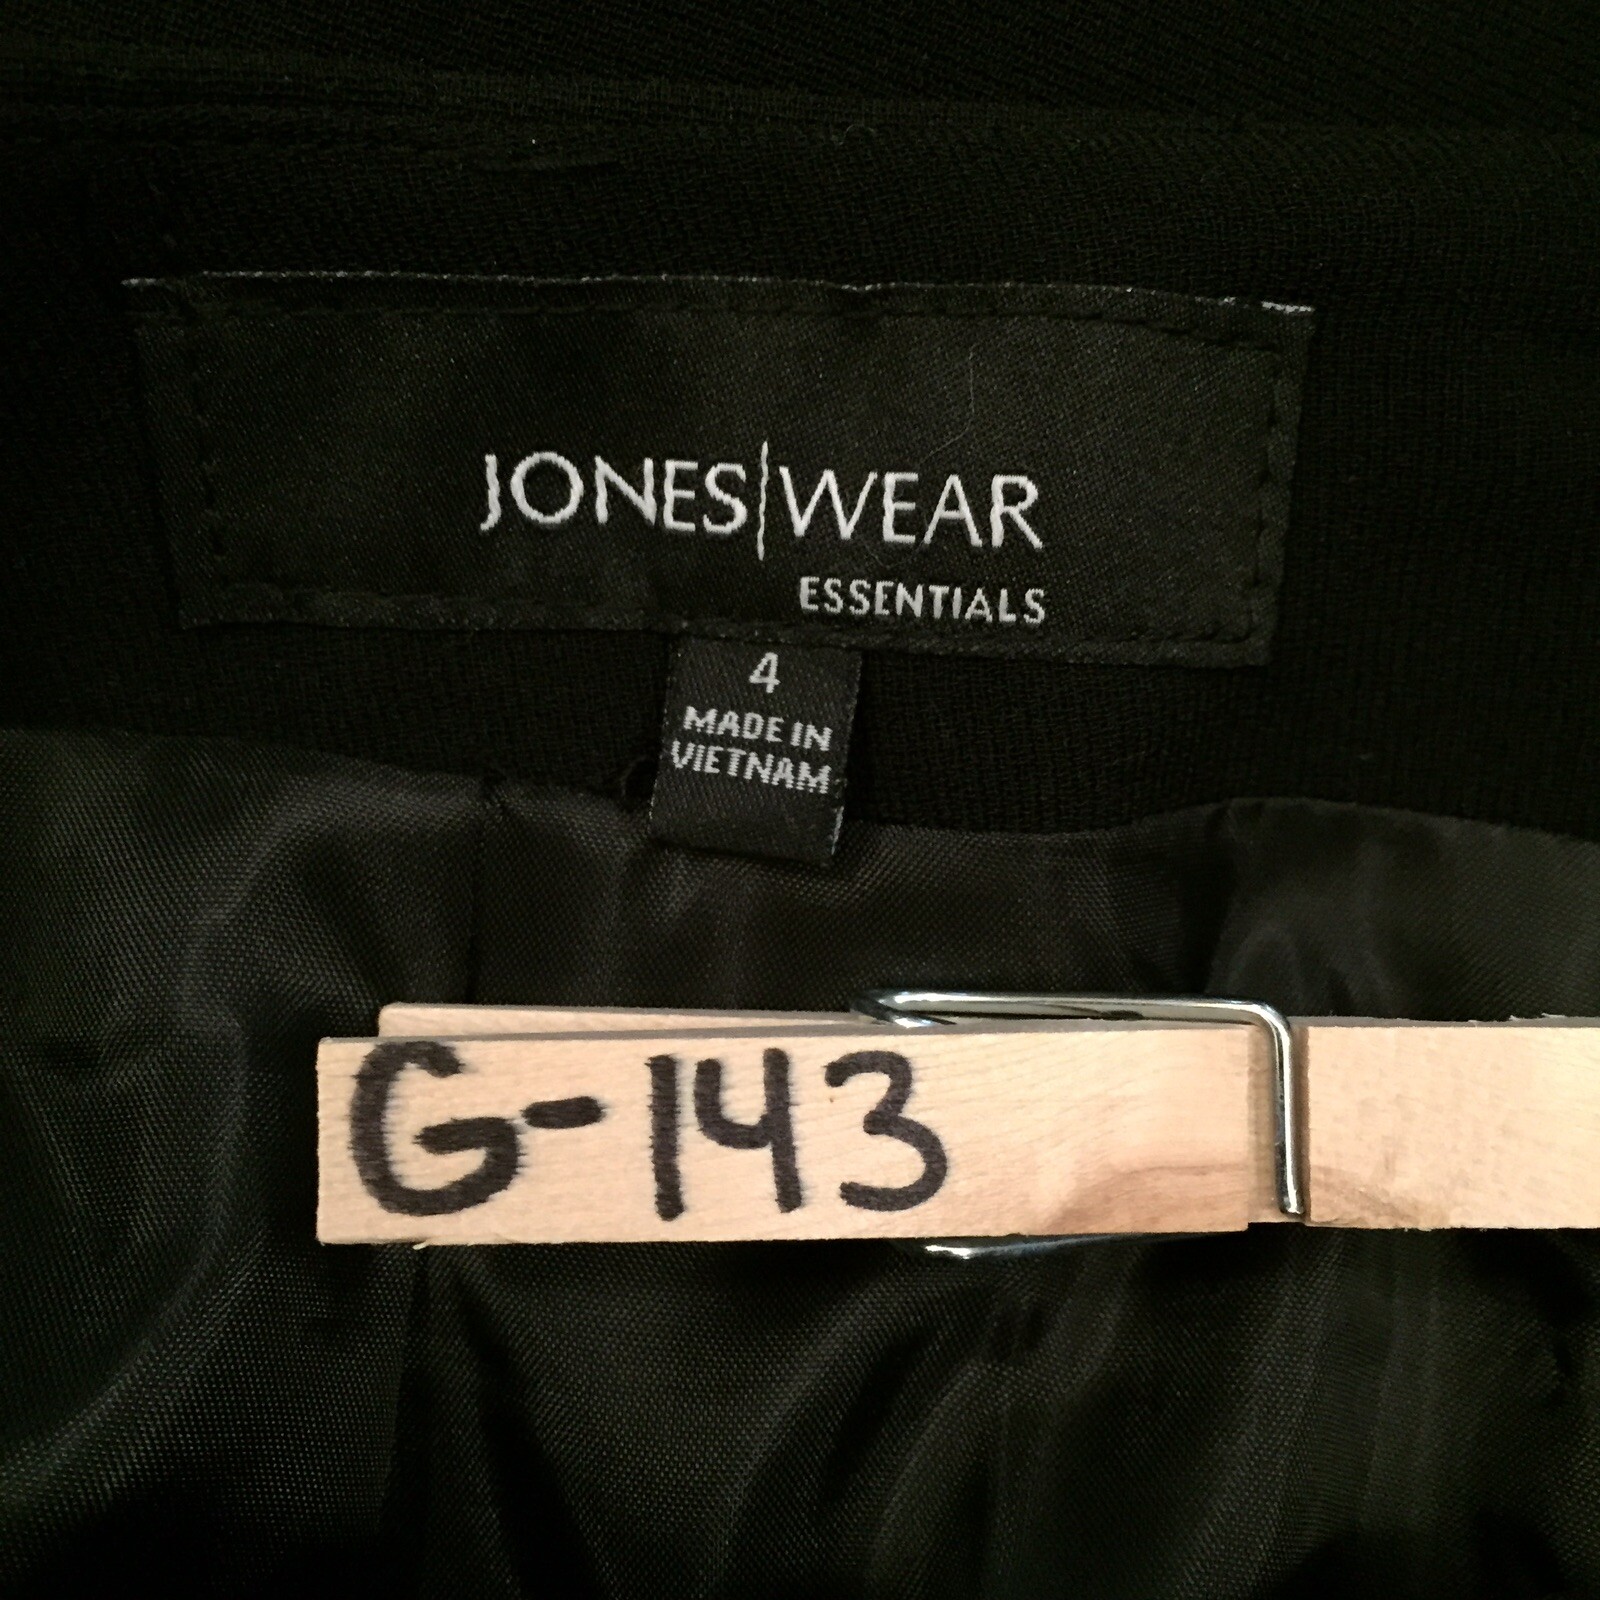 JONES|WEAR
ESSENTIALS
4
MADE IN
VIETNAM
G-143